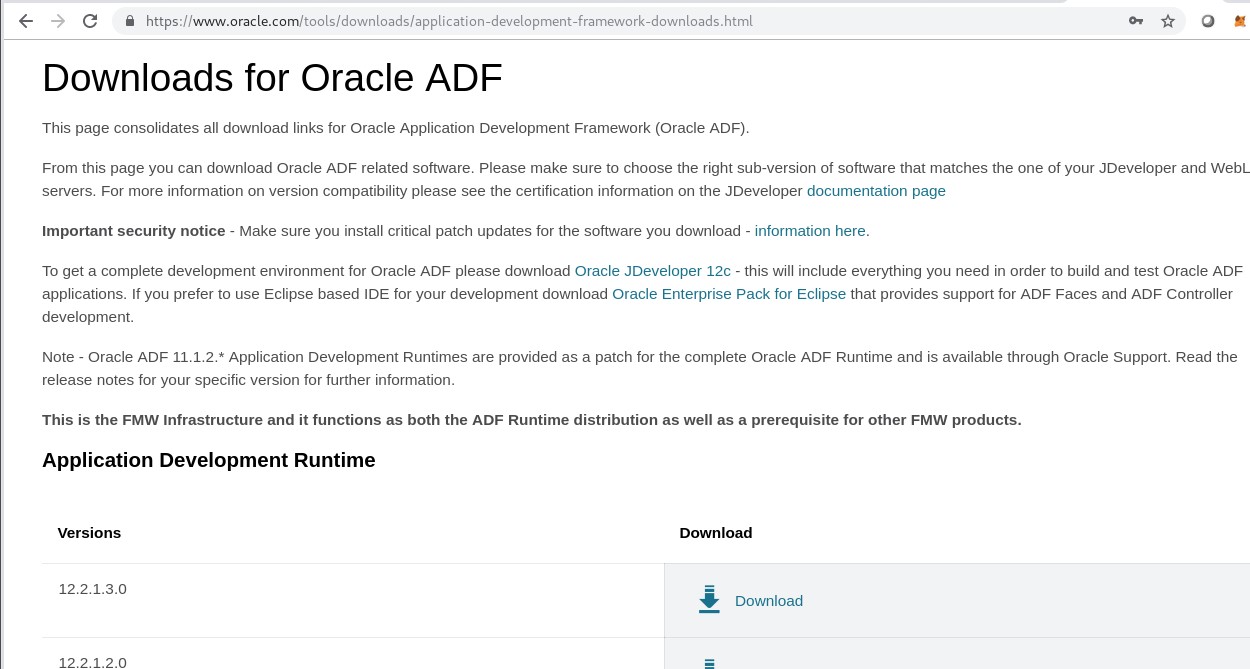 https://www.oracle.com/tools/downloads/application-development-framework-downloads.html
Downloads for Oracle ADF
This page consolidates all download links for Oracle Application Development Framework (Oracle ADF).
From this page you can download Oracle ADF related software. Please make sure to choose the right sub-version of software that matches the one of your JDeveloper and WebL
servers. For more information on version compatibility please see the certification information on the JDeveloper documentation page
Important security notice - Make sure you install critical patch updates for the software you download - information here.
To get a complete development environment for Oracle ADF please download Oracle JDeveloper 12c - this will include everything you need in order to build and test Oracle ADF
applications. If you prefer to use Eclipse based IDE for your development download Oracle Enterprise Pack for Eclipse that provides support for ADF Faces and ADF Controller
development.
Note - Oracle ADF 11.1.2.* Application Development Runtimes are provided as a patch for the complete Oracle ADF Runtime and is available through Oracle Support. Read the
release notes for your specific version for further information.
This is the FMW Infrastructure and it functions as both the ADF Runtime distribution as well as a prerequisite for other FMW products.
Application Development Runtime
Versions Download
12.2.1.3.0 Download
12.2.1.2.0